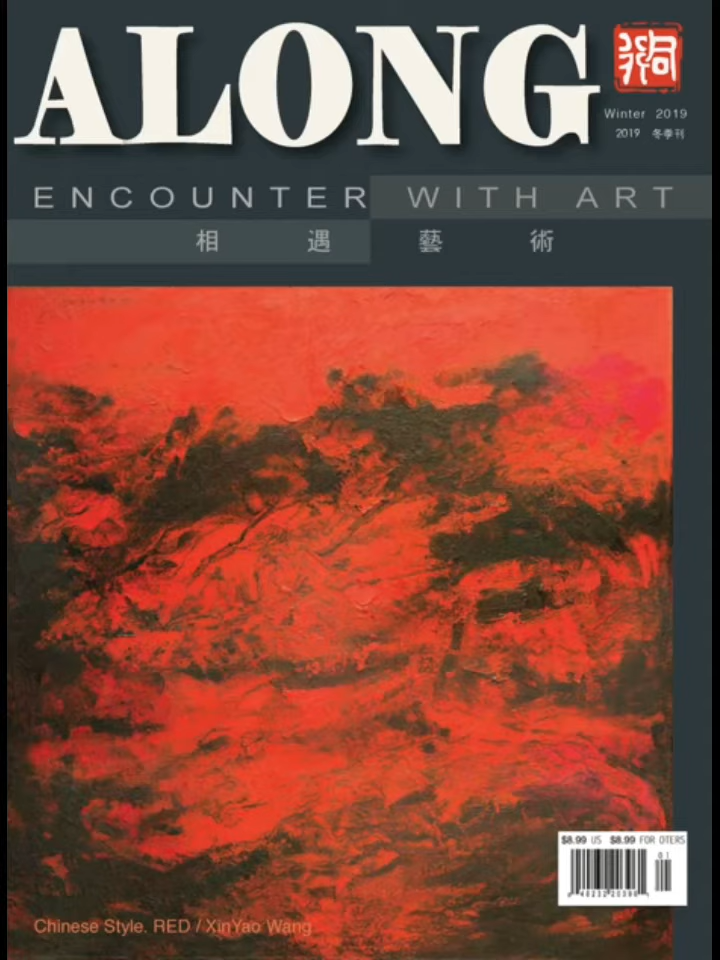 ALONG
Winter 2019
2019 冬季刊
ENCOUNTER WITH ART
相遇藝術
$8.99 US $8.99 FOR OTERS
01
Chinese Style. RED / XinYao Wang